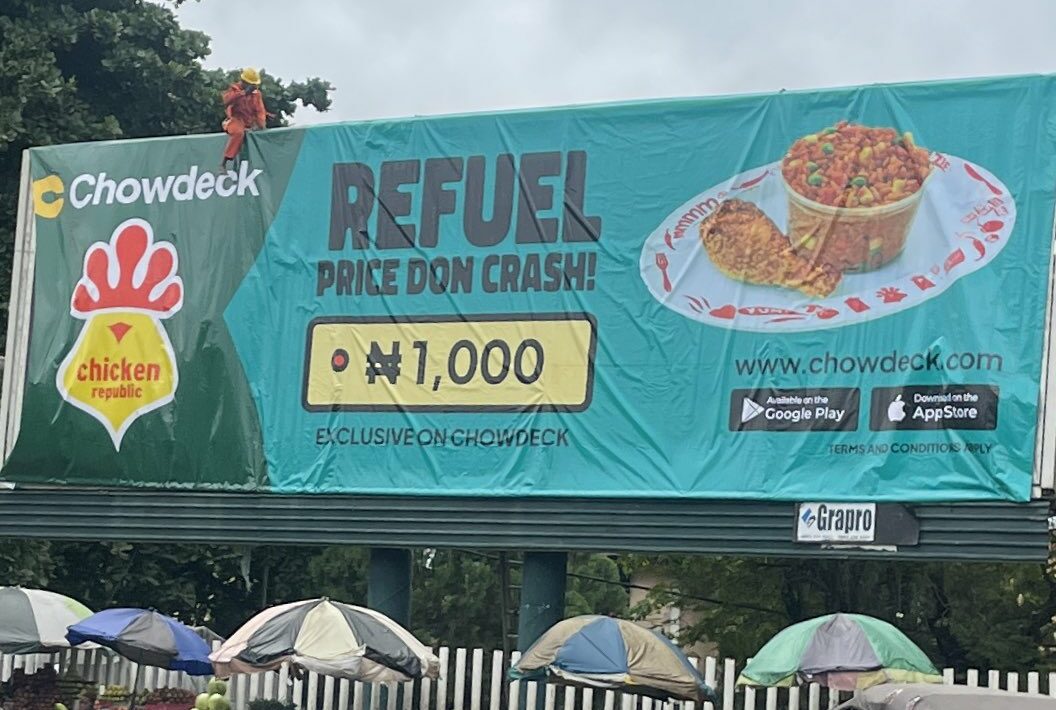 Chowdeck
chicken
republic
REFUEL
PRICE DON CRASH!
₦1,000
EXCLUSIVE ON CHOWDECK
www.chowdeck.com
Available on the
Google Play
Download on the
AppStore
TERMS AND CONDITIONS APPLY
Grapro